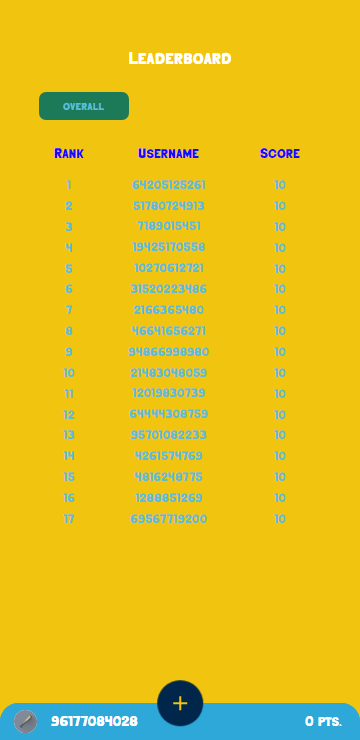 Leaderboard
OVERALL
Rank Username Score
1 64205125261 10
2 51780724913 10
3 7189015451 10
4 19425170558 10
5 10270612721 10
6 31520223486 10
7 2166365480 10
8 46641656271 10
9 94866998980 10
10 21483048059 10
11 12019830739 10
12 64444308759 10
13 95701082233 10
14 4261574769 10
15 4816248775 10
16 1288851269 10
17 69567719200 10
+
96177084028 0 PTS.